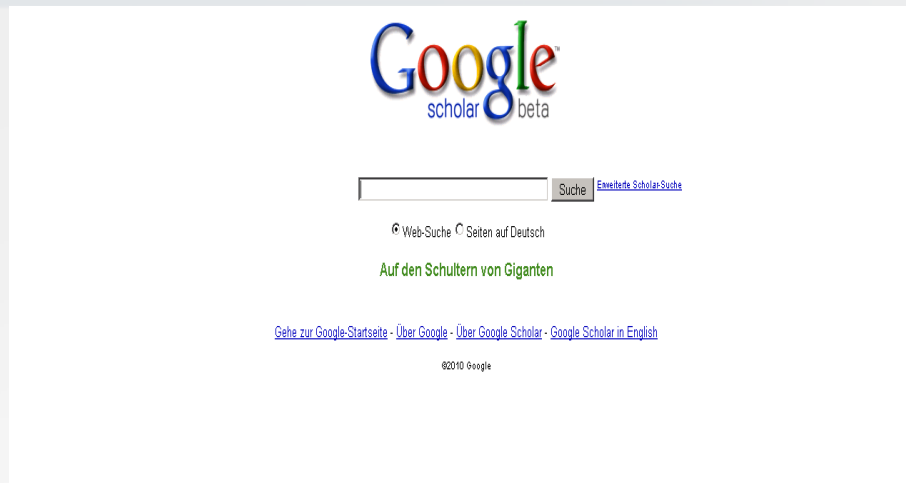 Google™
scholar beta
Suche Erweiterte Scholar-Suche
Web-Suche Seiten auf Deutsch
Auf den Schultern von Giganten
Gehe zur Google-Startseite - Über Google - Über Google Scholar - Google Scholar in English
©2010 Google